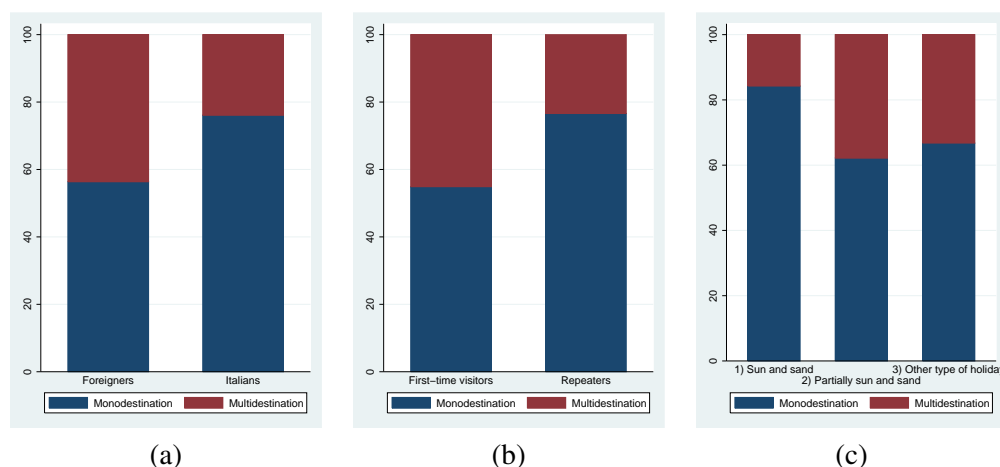 100
80
60
40
20
0
Foreigners Italians
Monodestination Multidestination
(a)
100
80
60
40
20
0
First−time visitors Repeaters
Monodestination Multidestination
(b)
100
80
60
40
20
0
1) Sun and sand 3) Other type of holiday
2) Partially sun and sand
Monodestination Multidestination
(c)